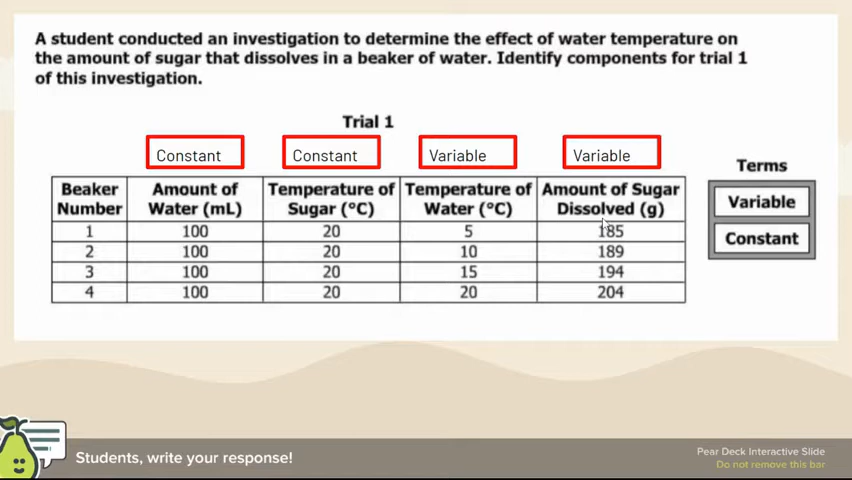 A student conducted an investigation to determine the effect of water temperature on
the amount of sugar that dissolves in a beaker of water. Identify components for trial 1
of this investigation.
Trial 1
Constant Constant Variable Variable
Beaker Number Amount of Water (mL) Temperature of Sugar (°C) Temperature of Water (°C) Amount of Sugar Dissolved (g)
1 100 20 5 185
2 100 20 10 189
3 100 20 15 194
4 100 20 20 204
Terms
Variable
Constant
Students, write your response!
Pear Deck Interactive Slide
Do not remove this bar